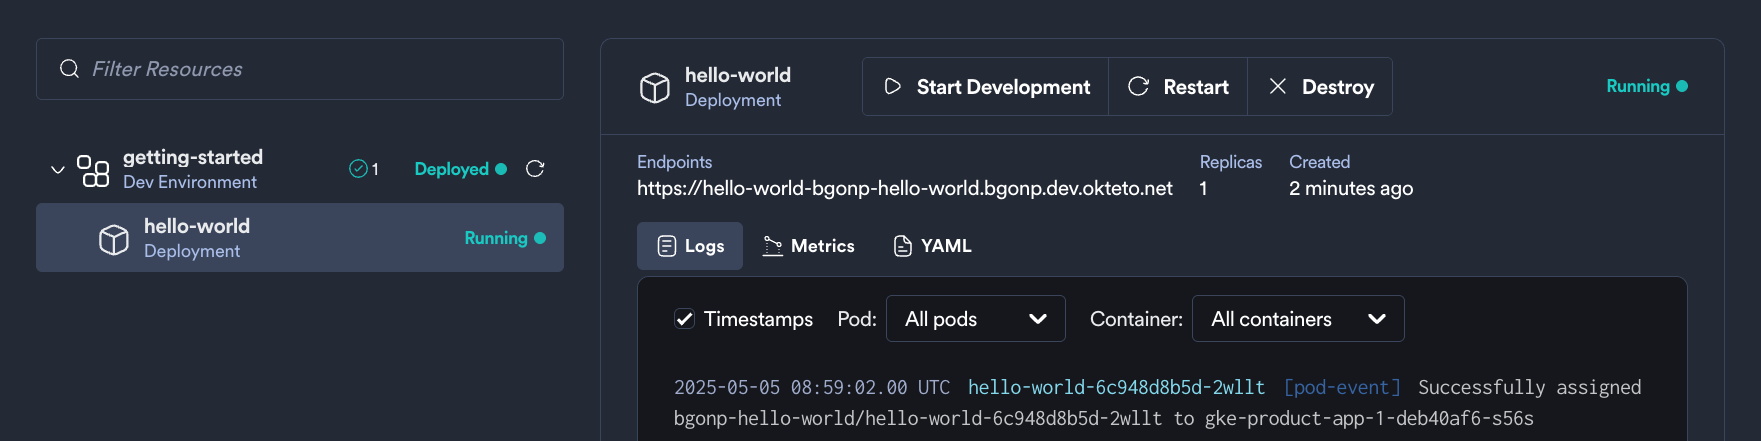 Filter Resources
getting-started
Dev Environment
1
Deployed
hello-world
Deployment
Running
hello-world
Deployment
Start Development
Restart
Destroy
Running
Endpoints
https://hello-world-bgonp-hello-world.bgonp.dev.okteto.net
Replicas
1
Created
2 minutes ago
Logs
Metrics
YAML
Timestamps
Pod:
All pods
Container:
All containers
2025-05-05 08:59:02.00 UTC hello-world-6c948d8b5d-2wllt [pod-event] Successfully assigned
bgonp-hello-world/hello-world-6c948d8b5d-2wllt to gke-product-app-1-deb40af6-s56s